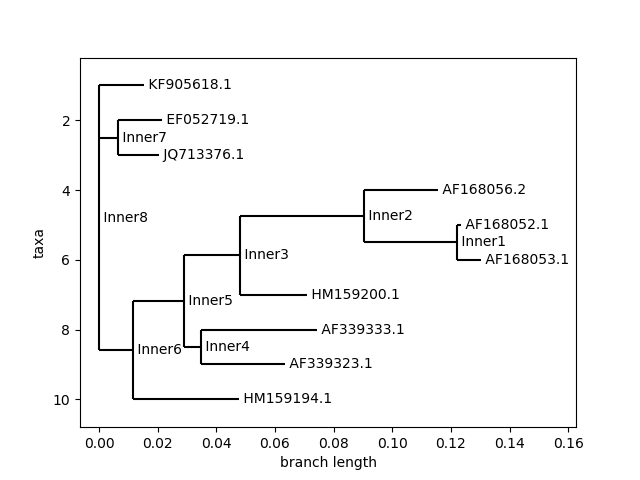 KF905618.1
2
EF052719.1
Inner7
JQ713376.1
4
AF168056.2
Inner8
Inner2
AF168052.1
taxa
Inner1
Inner3
6
AF168053.1
HM159200.1
Inner5
8
AF339333.1
Inner6
Inner4
AF339323.1
10
HM159194.1
0.00 0.02 0.04 0.06 0.08 0.10 0.12 0.14 0.16
branch length